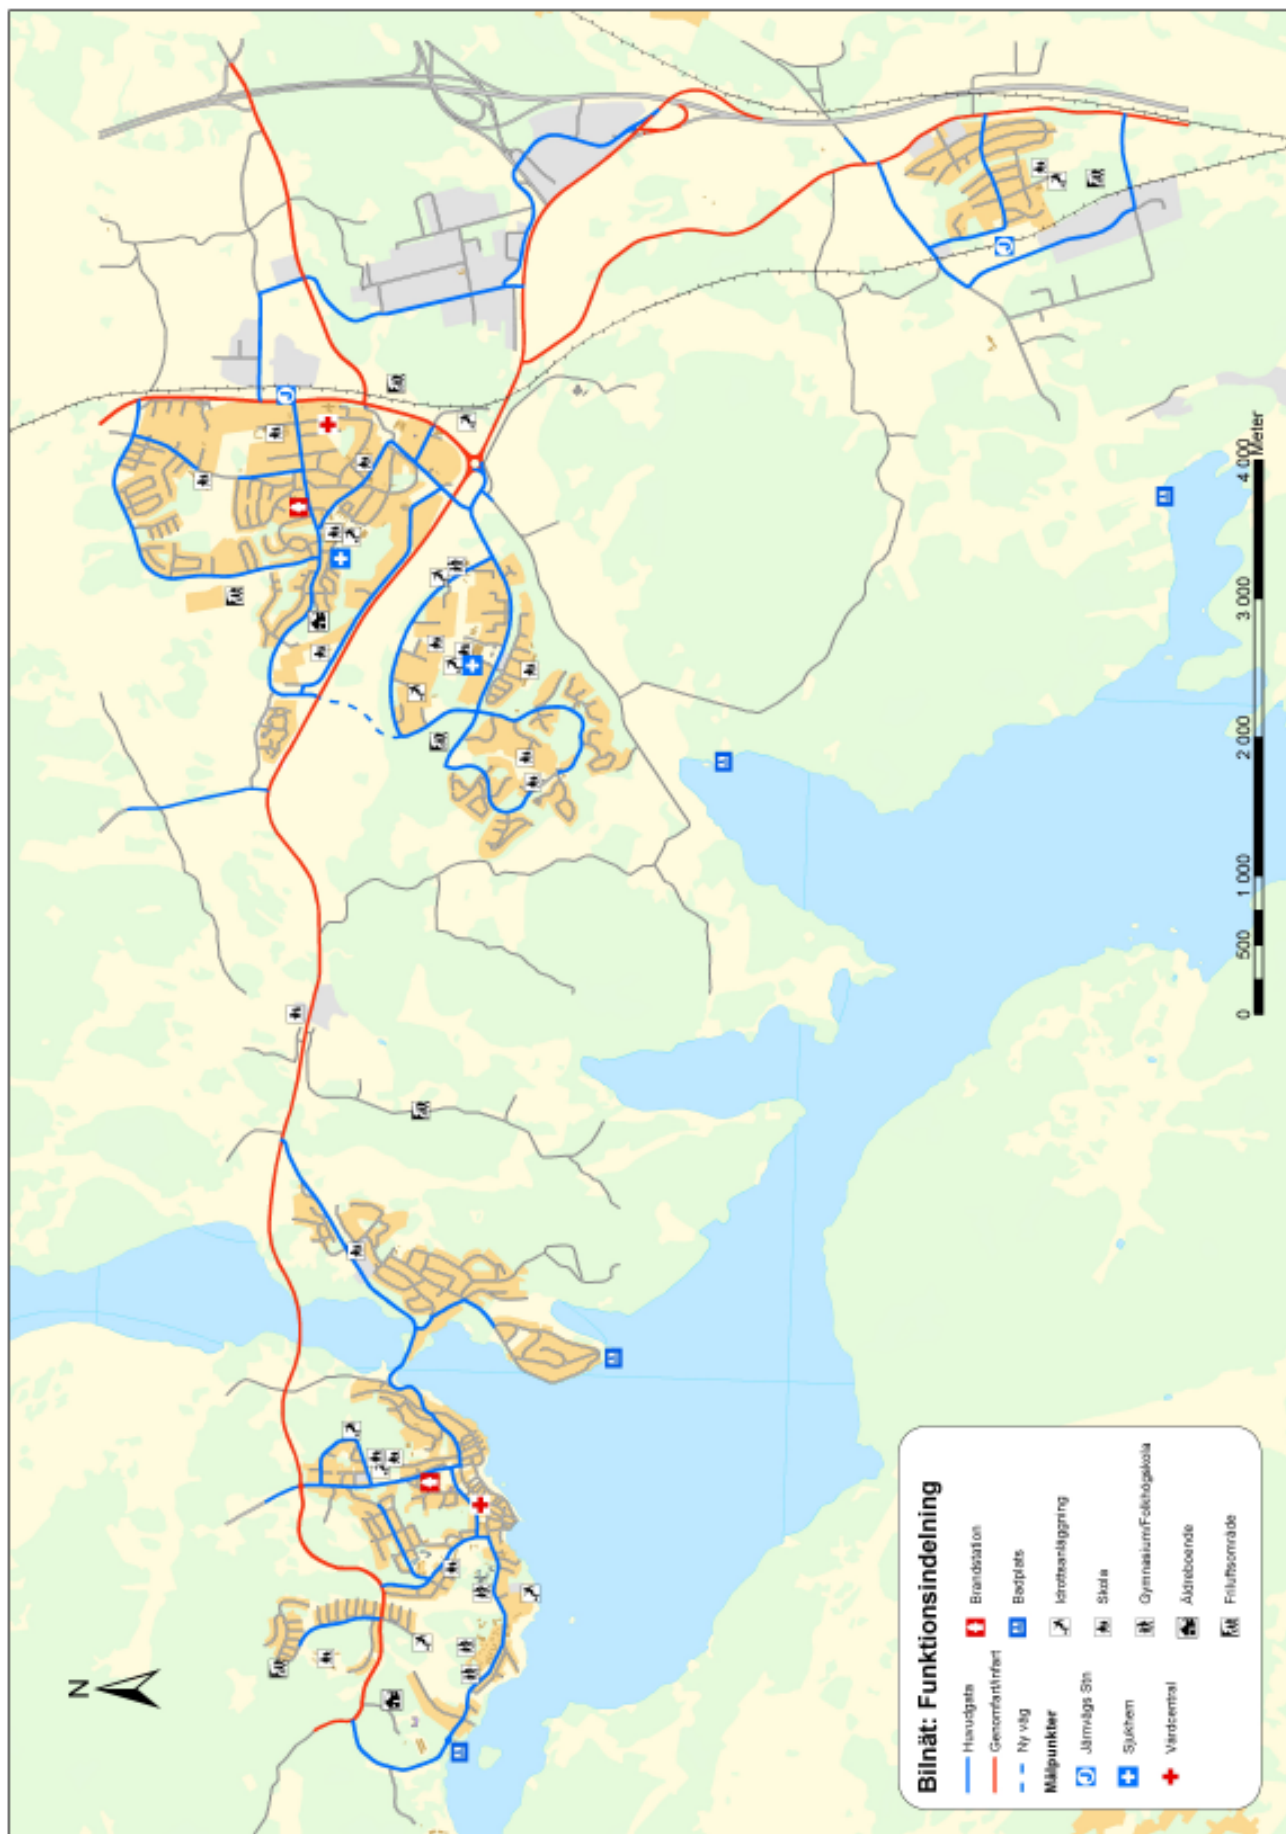 N
Bilnät: Funktionsindelning
Huvudgata
Genomfart/infart
Ny väg
Målpunkter
Järnvägs Stn
Sjukhem
Vårdcentral
Brandstation
Badplats
Idrottsanläggning
Skola
Gymnasium/Folkhögskola
Äldreboende
Friluftsområde
0 500 1 000 2 000 3 000 4 000
Meter